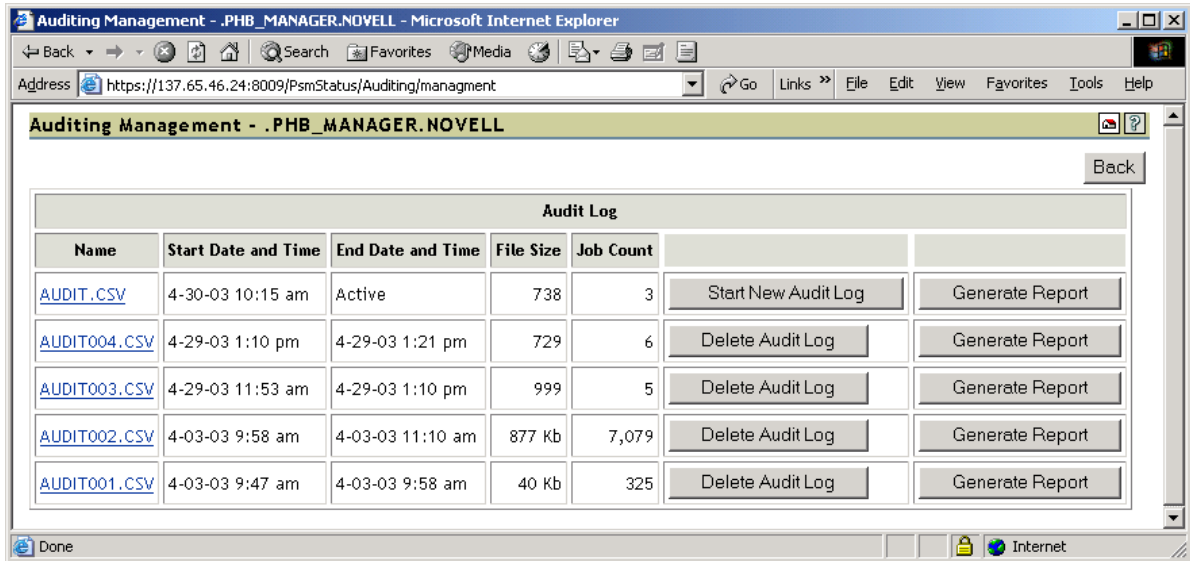 Auditing Management - .PHB_MANAGER.NOVELL - Microsoft Internet Explorer
Back Search Favorites Media
Address https://137.65.46.24:8009/PsmStatus/Auditing/managment Go Links » File Edit View Favorites Tools Help
Auditing Management - .PHB_MANAGER.NOVELL ?
Back
Audit Log
Name Start Date and Time End Date and Time File Size Job Count
AUDIT.CSV 4-30-03 10:15 am Active 738 3 Start New Audit Log Generate Report
AUDIT004.CSV 4-29-03 1:10 pm 4-29-03 1:21 pm 729 6 Delete Audit Log Generate Report
AUDIT003.CSV 4-29-03 11:53 am 4-29-03 1:10 pm 999 5 Delete Audit Log Generate Report
AUDIT002.CSV 4-03-03 9:58 am 4-03-03 11:10 am 877 Kb 7,079 Delete Audit Log Generate Report
AUDIT001.CSV 4-03-03 9:47 am 4-03-03 9:58 am 40 Kb 325 Delete Audit Log Generate Report
Done Internet